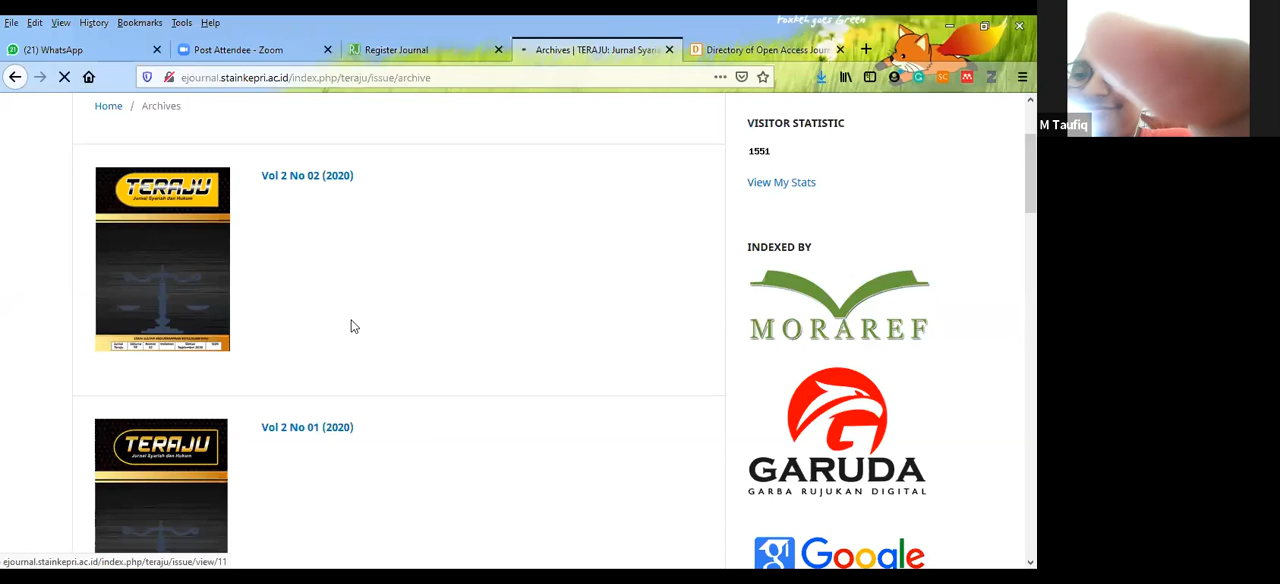 File Edit View History Bookmarks Tools Help
(21) WhatsApp
Post Attendee - Zoom
Register Journal
Archives | TERAJU: Jurnal Syaria
Directory of Open Access Jour
ejournal.stainkepri.ac.id/index.php/teraju/issue/archive
Home / Archives
TERAJU
Jurnal Syariah dan Hukum
Vol 2 No 02 (2020)
TERAJU
Jurnal Syariah dan Hukum
Vol 2 No 01 (2020)
VISITOR STATISTIC
1551
View My Stats
INDEXED BY
MORAREF
GARUDA
GARBA RUJUKAN DIGITAL
Google
ejournal.stainkepri.ac.id/index.php/teraju/issue/view/11
M Taufiq